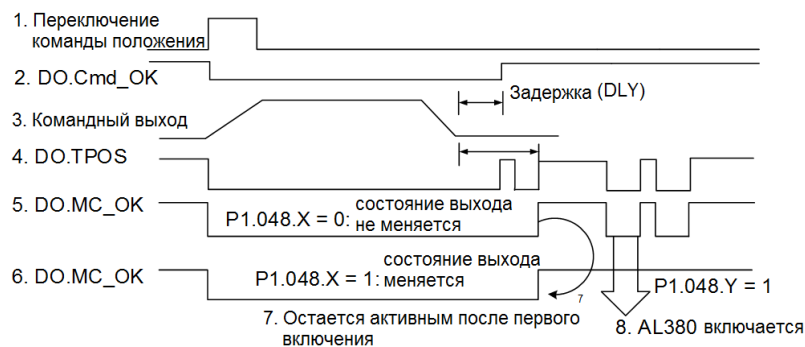 1. Переключение
команды положения
2. DO.Cmd_OK
Задержка (DLY)
3. Командный выход
4. DO.TPOS
5. DO.MC_OK
P1.048.X = 0: состояние выхода
не меняется
6. DO.MC_OK
P1.048.X = 1: состояние выхода
меняется
7
P1.048.Y = 1
7. Остается активным после первого
включения
8. AL380 включается